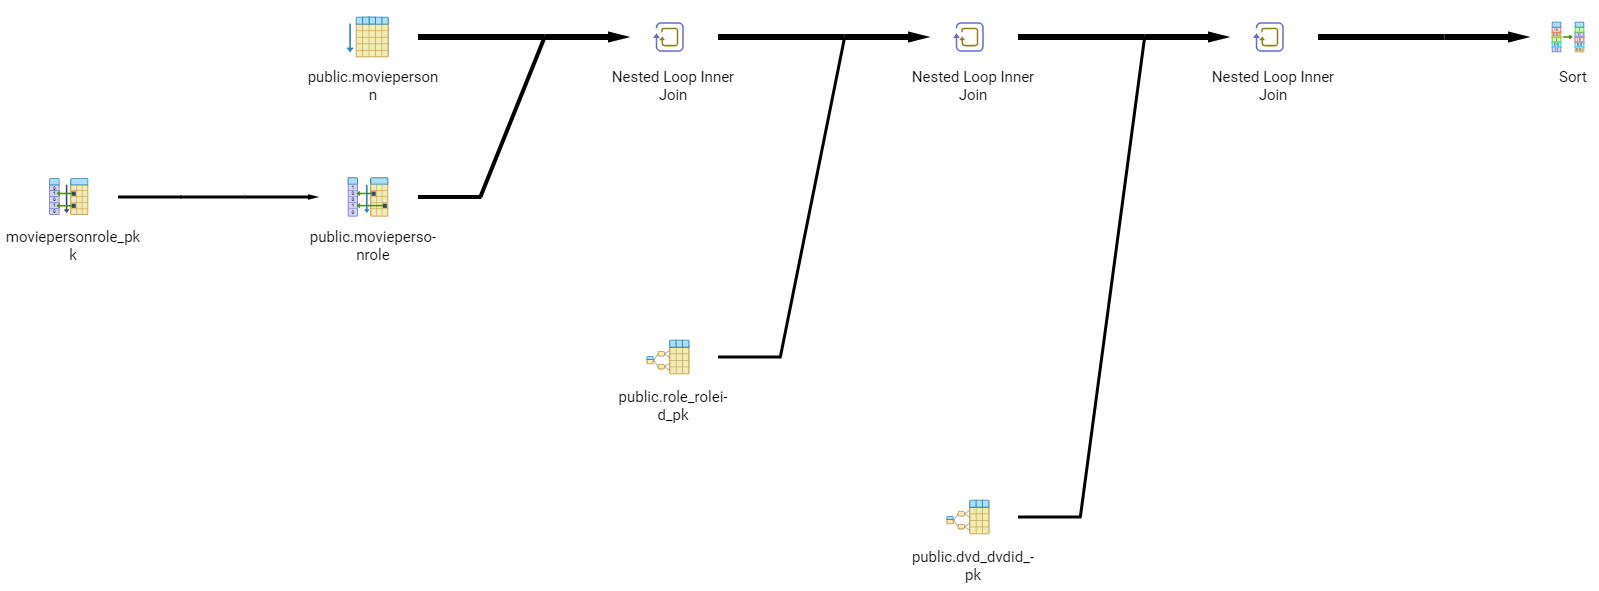 public.movieperson
n
Nested Loop Inner
Join
Nested Loop Inner
Join
Nested Loop Inner
Join
Sort
moviepersonrole_pk
k
public.movieperso-
nrole
public.role_rolei-
d_pk
public.dvd_dvdid_-
pk